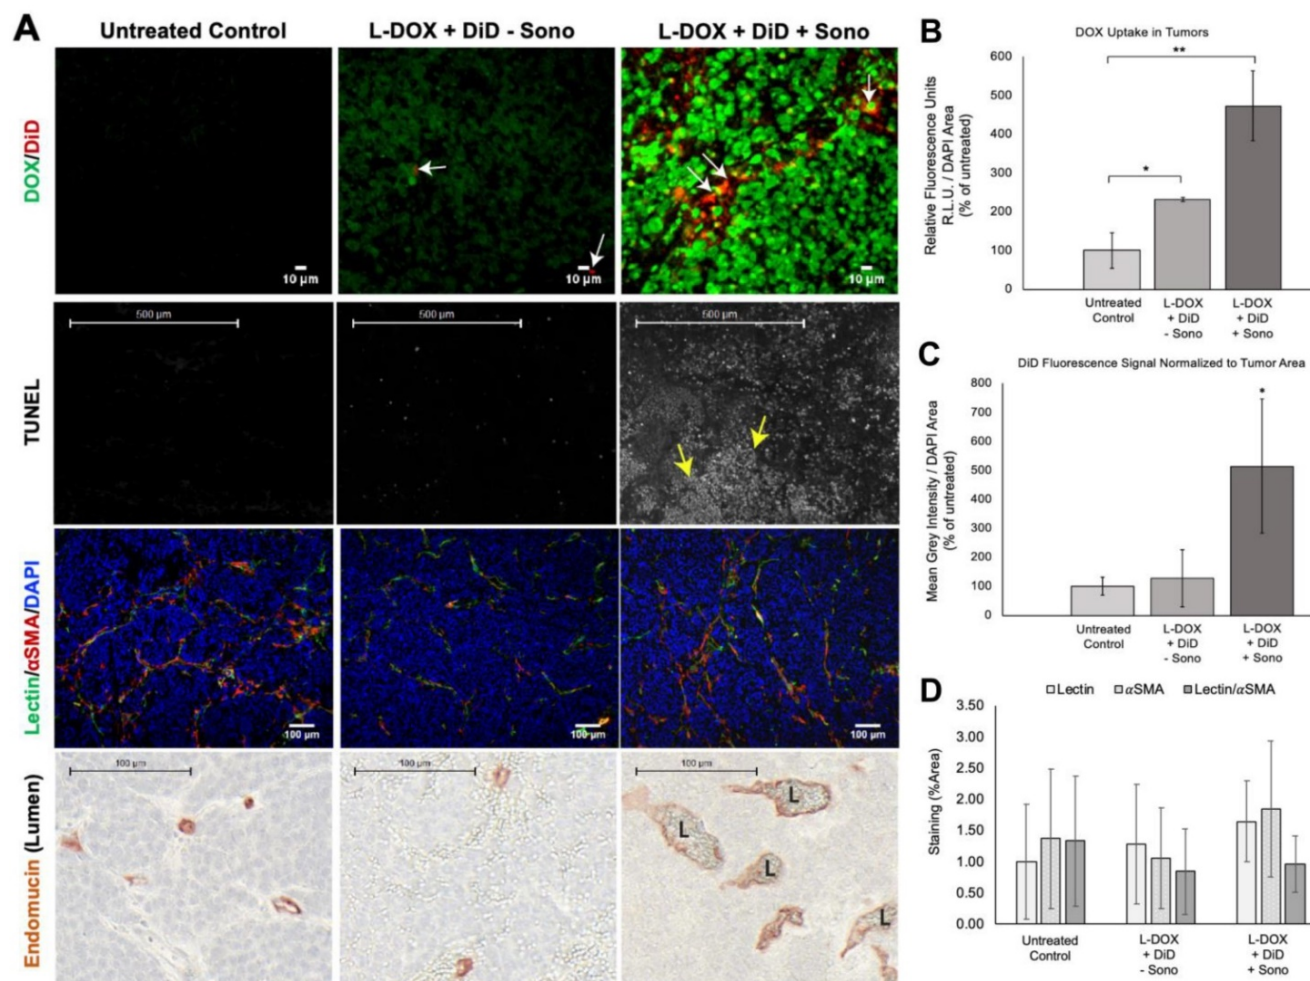 A
Untreated Control
L-DOX + DiD - Sono
L-DOX + DiD + Sono
DOX/DiD
10 µm
10 µm
10 µm
TUNEL
500 µm
500 µm
500 µm
Lectin/αSMA/DAPI
100 µm
100 µm
100 µm
Endomucin (Lumen)
100 µm
100 µm
100 µm
L
L
L
L
B
DOX Uptake in Tumors
Relative Fluorescence Units
R.L.U. / DAPI Area
(% of untreated)
600
500
400
300
200
100
0
**
*
Untreated
Control
L-DOX
+ DiD
- Sono
L-DOX
+ DiD
+ Sono
C
DiD Fluorescence Signal Normalized to Tumor Area
Mean Grey Intensity / DAPI Area
(% of untreated)
800
700
600
500
400
300
200
100
0
*
Untreated
Control
L-DOX
+ DiD
- Sono
L-DOX
+ DiD
+ Sono
D
Lectin αSMA Lectin/αSMA
Staining (%Area)
3.50
3.00
2.50
2.00
1.50
1.00
0.50
0.00
Untreated
Control
L-DOX
+ DiD
- Sono
L-DOX
+ DiD
+ Sono